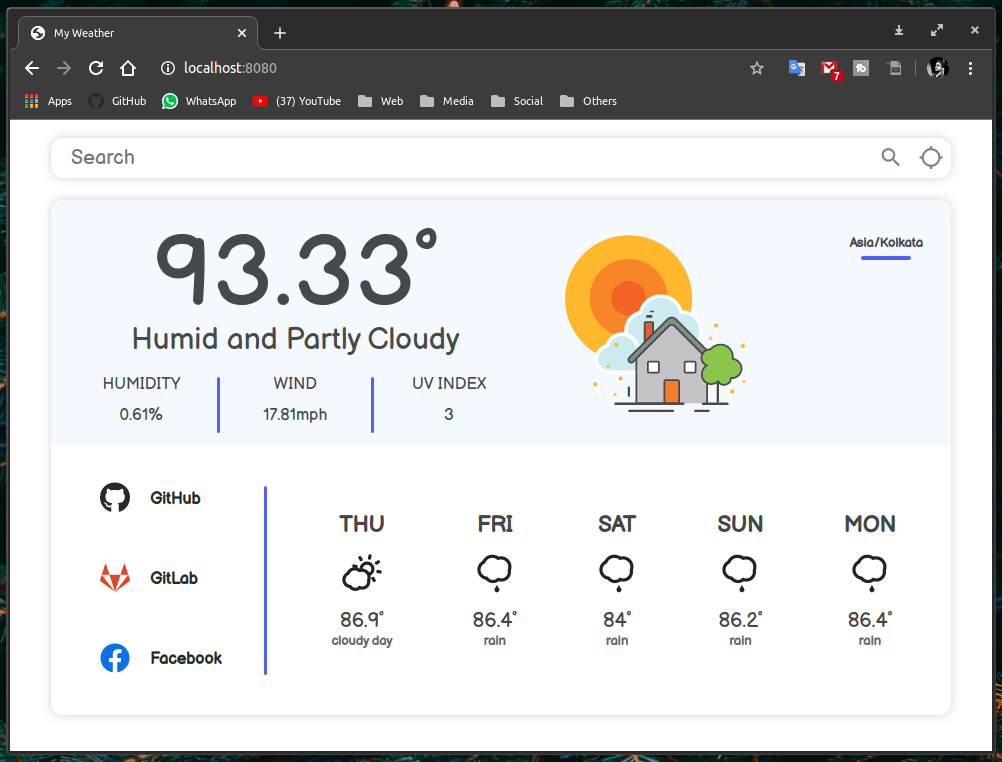 My Weather
localhost:8080
7
Apps GitHub WhatsApp (37) YouTube Web Media Social Others
Search
93.33°
Asia/Kolkata
Humid and Partly Cloudy
HUMIDITY WIND UV INDEX
0.61% 17.81mph 3
GitHub
GitLab
Facebook
THU FRI SAT SUN MON
86.9° 86.4° 84° 86.2° 86.4°
cloudy day rain rain rain rain